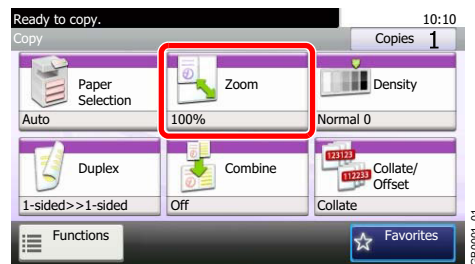 Ready to copy. 10:10
Copy Copies 1
Paper Selection
Auto
Zoom
100%
Density
Normal 0
Duplex
1-sided>>1-sided
Combine
Off
123123
112233
Collate/
Offset
Collate
Functions
Favorites